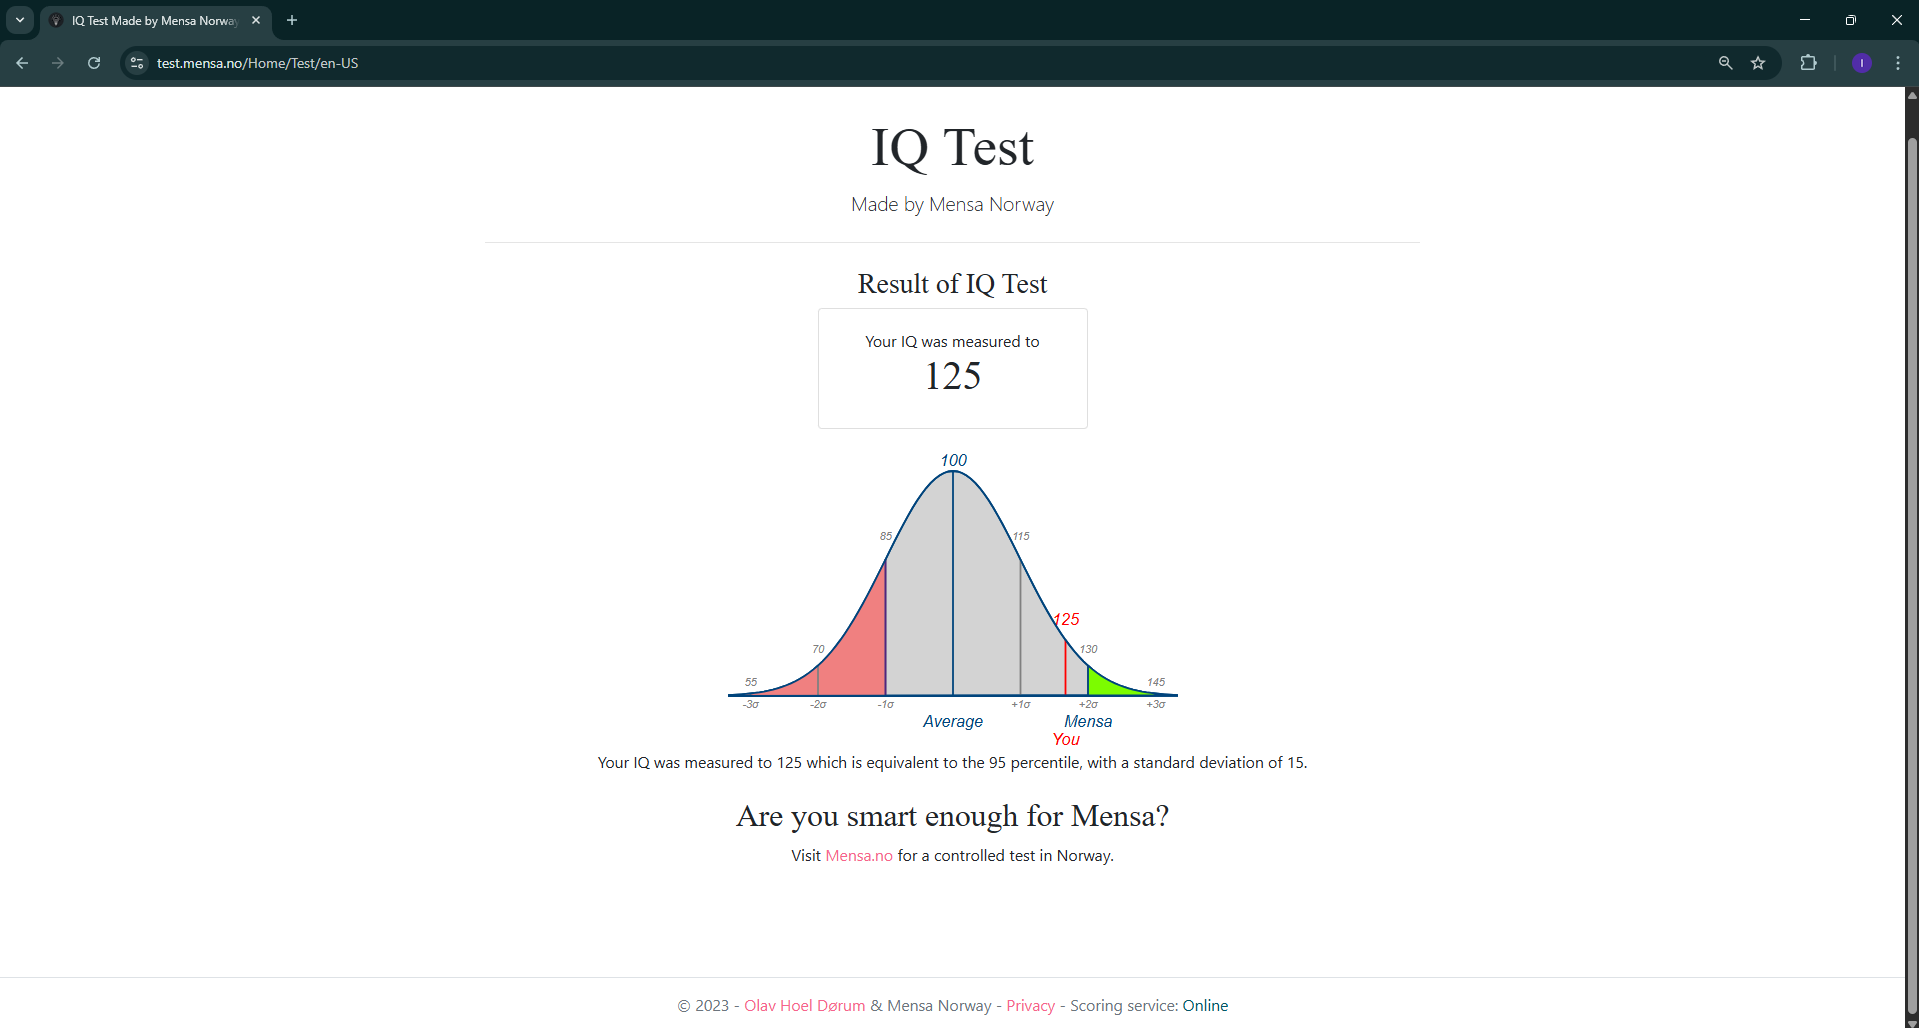 IQ Test Made by Mensa Norway
test.mensa.no/Home/Test/en-US
I
IQ Test
Made by Mensa Norway
Result of IQ Test
Your IQ was measured to
125
100
85
115
125
70
130
55
145
-3σ
-2σ
-1σ
+1σ
+2σ
+3σ
Average
Mensa
You
Your IQ was measured to 125 which is equivalent to the 95 percentile, with a standard deviation of 15.
Are you smart enough for Mensa?
Visit Mensa.no for a controlled test in Norway.
© 2023 - Olav Hoel Dørum & Mensa Norway - Privacy - Scoring service: Online